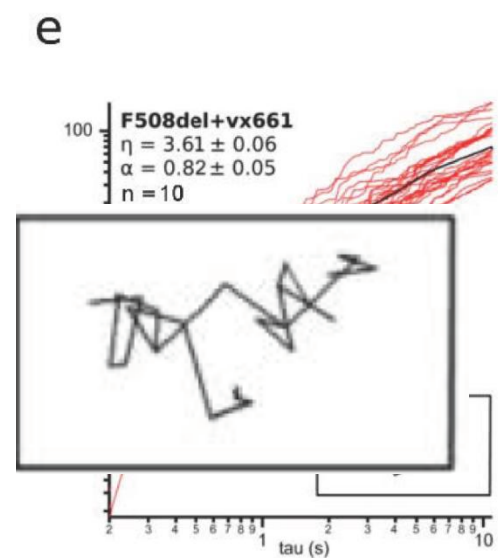 e
F508del+vx661
η = 3.61 ± 0.06
100
α = 0.82 ± 0.05
n = 10
2 3 4 5 6 7 8 9 1 2 3 4 5 6 7 8 9 10
tau (s)